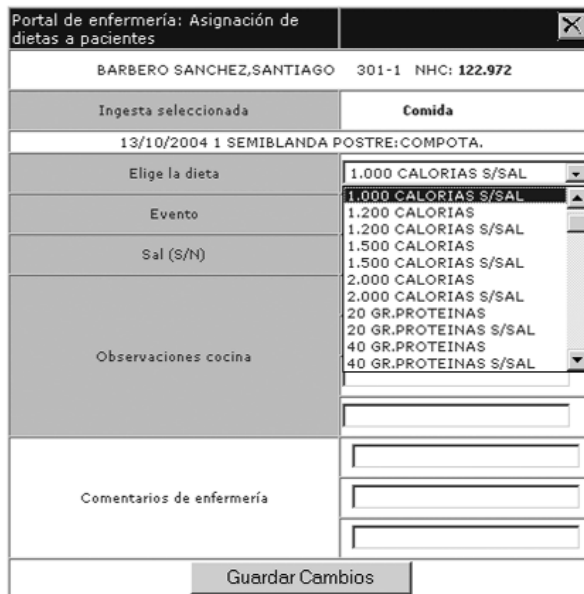 Portal de enfermería: Asignación de
dietas a pacientes
BARBERO SANCHEZ,SANTIAGO 301-1 NHC: 122.972
Ingesta seleccionada Comida
13/10/2004 1 SEMIBLANDA POSTRE:COMPOTA.
Elige la dieta 1.000 CALORIAS S/SAL
1.000 CALORIAS S/SAL
Evento
1.200 CALORIAS
1.200 CALORIAS S/SAL
1.500 CALORIAS
Sal (S/N)
1.500 CALORIAS S/SAL
2.000 CALORIAS
2.000 CALORIAS S/SAL
20 GR.PROTEINAS
20 GR.PROTEINAS S/SAL
40 GR.PROTEINAS
40 GR.PROTEINAS S/SAL
Observaciones cocina
Comentarios de enfermería
Guardar Cambios